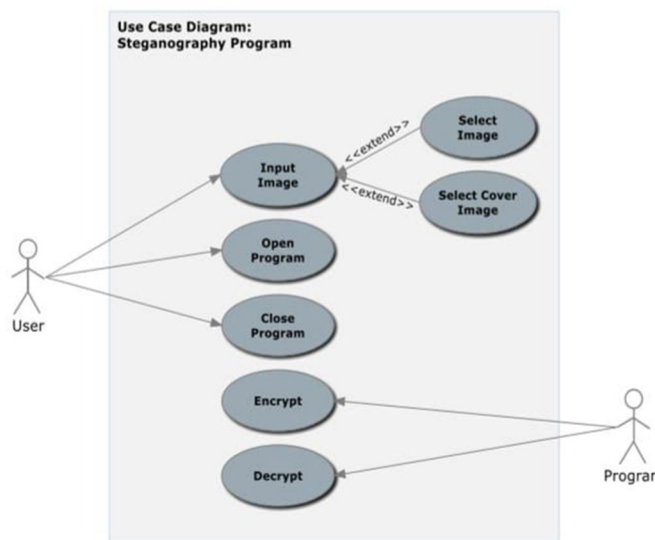 Use Case Diagram:
Steganography Program
Select
Image
<<extend>>
Input
Image
<<extend>>
Select Cover
Image
Open
Program
User
Close
Program
Encrypt
Decrypt
Program